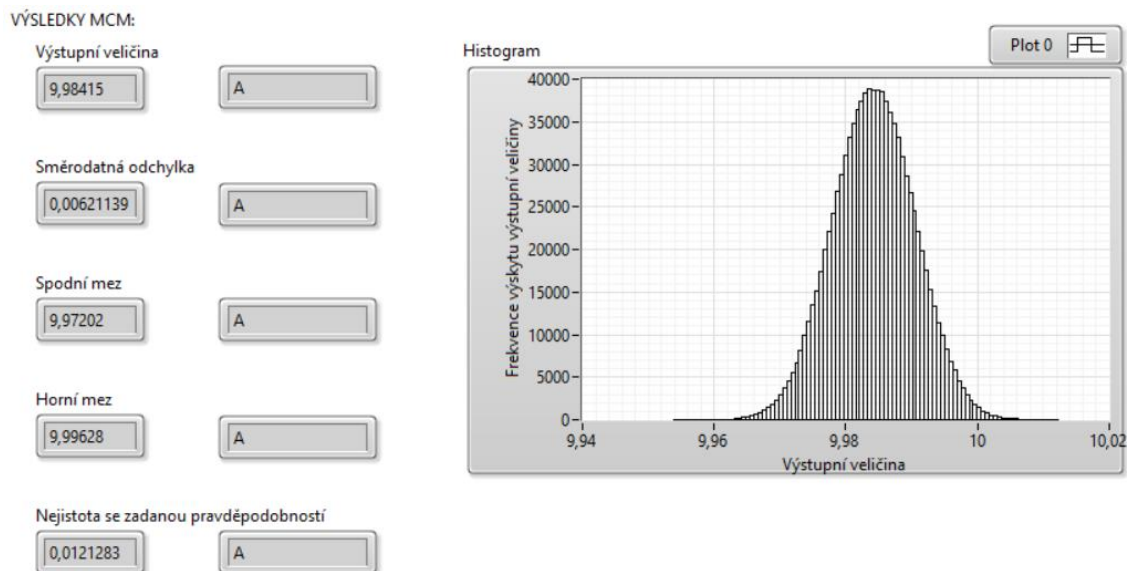 VÝSLEDKY MCM:
Výstupní veličina
9,98415
A
Směrodatná odchylka
0,00621139
A
Spodní mez
9,97202
A
Horní mez
9,99628
A
Nejistota se zadanou pravděpodobností
0,0121283
A
Histogram
Plot 0
Frekvence výskytu výstupní veličiny
40000
35000
30000
25000
20000
15000
10000
5000
0
9,94
9,96
9,98
10
10,02
Výstupní veličina